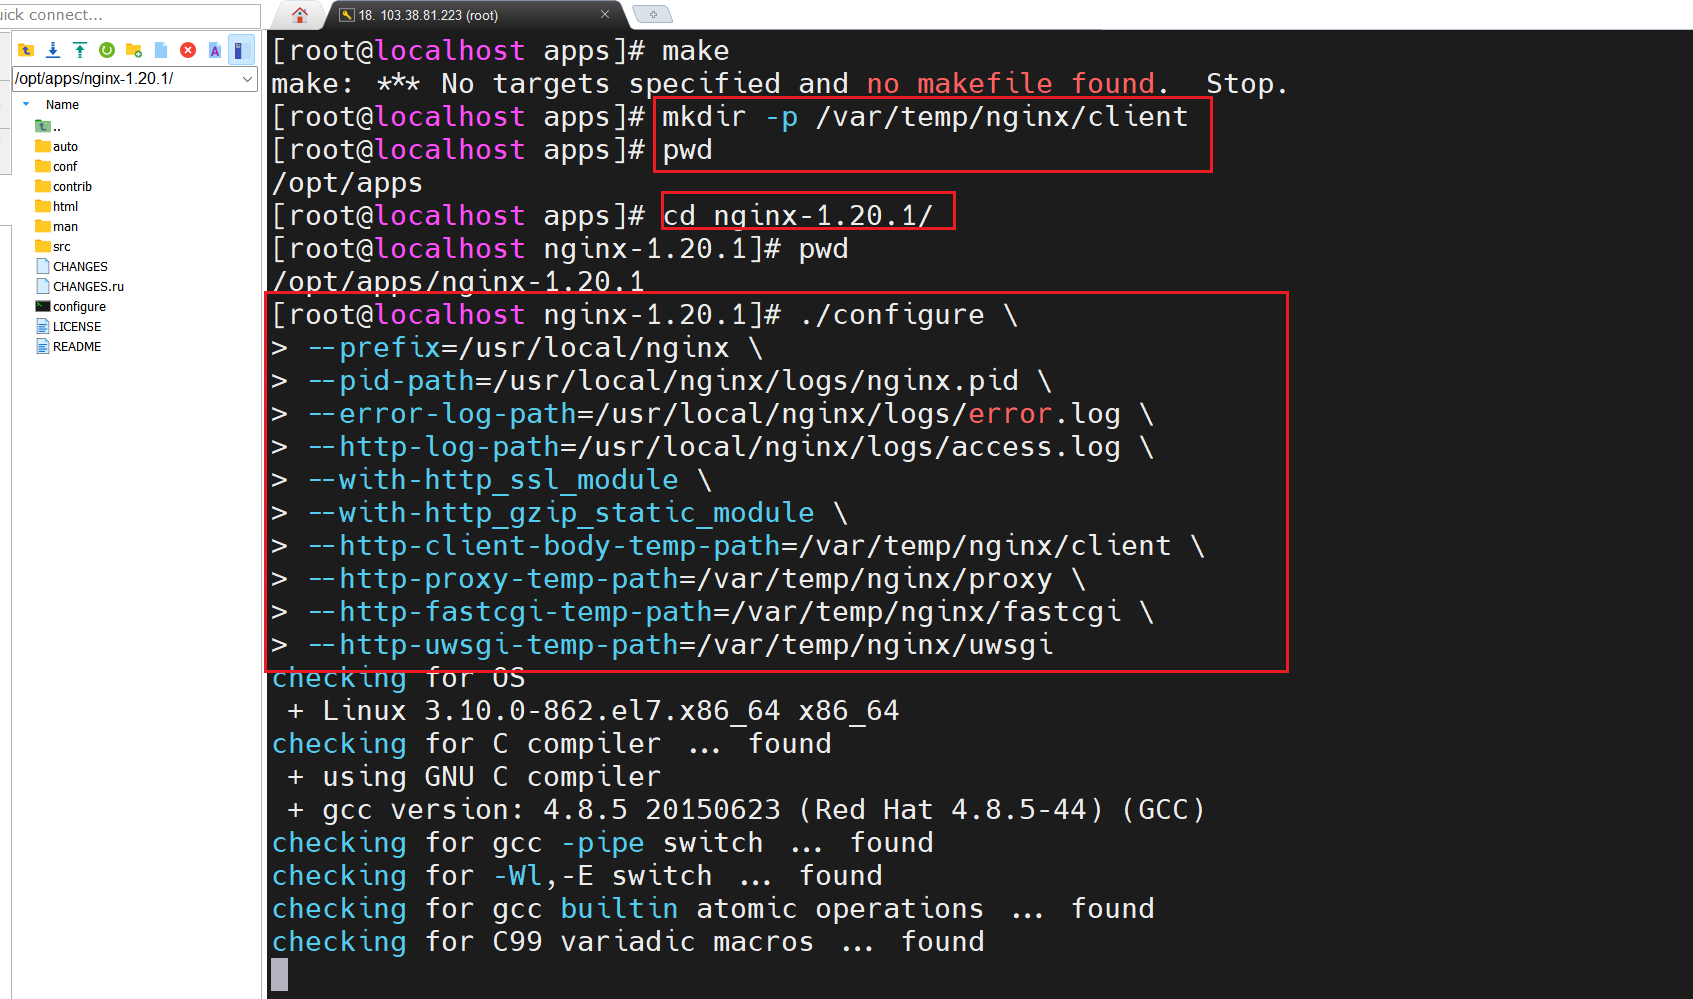 uick connect...
18. 103.38.81.223 (root)
/opt/apps/nginx-1.20.1/
Name
..
auto
conf
contrib
html
man
src
CHANGES
CHANGES.ru
configure
LICENSE
README
[root@localhost apps]# make
make: *** No targets specified and no makefile found.  Stop.
[root@localhost apps]# mkdir -p /var/temp/nginx/client
[root@localhost apps]# pwd
/opt/apps
[root@localhost apps]# cd nginx-1.20.1/
[root@localhost nginx-1.20.1]# pwd
/opt/apps/nginx-1.20.1
[root@localhost nginx-1.20.1]# ./configure \
> --prefix=/usr/local/nginx \
> --pid-path=/usr/local/nginx/logs/nginx.pid \
> --error-log-path=/usr/local/nginx/logs/error.log \
> --http-log-path=/usr/local/nginx/logs/access.log \
> --with-http_ssl_module \
> --with-http_gzip_static_module \
> --http-client-body-temp-path=/var/temp/nginx/client \
> --http-proxy-temp-path=/var/temp/nginx/proxy \
> --http-fastcgi-temp-path=/var/temp/nginx/fastcgi \
> --http-uwsgi-temp-path=/var/temp/nginx/uwsgi
checking for OS
 + Linux 3.10.0-862.el7.x86_64 x86_64
checking for C compiler ... found
 + using GNU C compiler
 + gcc version: 4.8.5 20150623 (Red Hat 4.8.5-44) (GCC)
checking for gcc -pipe switch ... found
checking for -Wl,-E switch ... found
checking for gcc builtin atomic operations ... found
checking for C99 variadic macros ... found